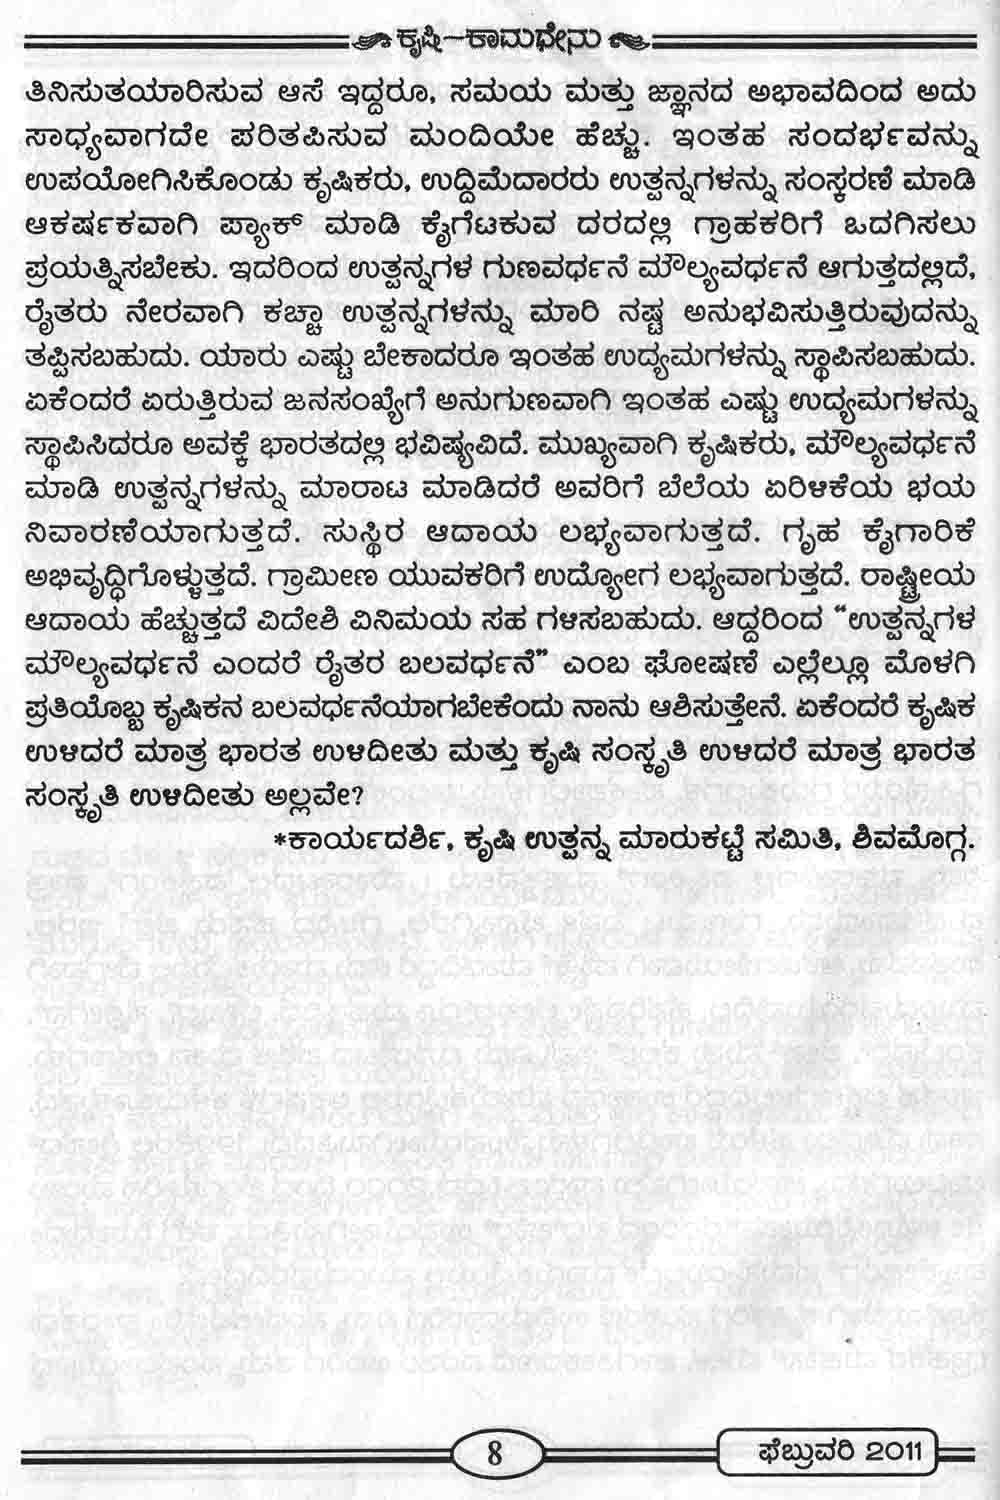 ಕೃಷಿ-ಕಾಮಧೇನು
ತಿನಿಸುತಯಾರಿಸುವ ಆಸೆ ಇದ್ದರೂ, ಸಮಯ ಮತ್ತು ಜ್ಞಾನದ ಅಭಾವದಿಂದ ಅದು
ಸಾಧ್ಯವಾಗದೇ ಪರಿತಪಿಸುವ ಮಂದಿಯೇ ಹೆಚ್ಚು. ಇಂತಹ ಸಂದರ್ಭವನ್ನು
ಉಪಯೋಗಿಸಿಕೊಂಡು ಕೃಷಿಕರು, ಉದ್ದಿಮೆದಾರರು ಉತ್ಪನ್ನಗಳನ್ನು ಸಂಸ್ಕರಣೆ ಮಾಡಿ
ಆಕರ್ಷಕವಾಗಿ ಪ್ಯಾಕ್ ಮಾಡಿ ಕೈಗೆಟಕುವ ದರದಲ್ಲಿ ಗ್ರಾಹಕರಿಗೆ ಒದಗಿಸಲು
ಪ್ರಯತ್ನಿಸಬೇಕು. ಇದರಿಂದ ಉತ್ಪನ್ನಗಳ ಗುಣವರ್ಧನೆ ಮೌಲ್ಯವರ್ಧನೆ ಆಗುತ್ತದಲ್ಲದೆ,
ರೈತರು ನೇರವಾಗಿ ಕಚ್ಚಾ ಉತ್ಪನ್ನಗಳನ್ನು ಮಾರಿ ನಷ್ಟ ಅನುಭವಿಸುತ್ತಿರುವುದನ್ನು
ತಪ್ಪಿಸಬಹುದು. ಯಾರು ಎಷ್ಟು ಬೇಕಾದರೂ ಇಂತಹ ಉದ್ಯಮಗಳನ್ನು ಸ್ಥಾಪಿಸಬಹುದು.
ಏಕೆಂದರೆ ಏರುತ್ತಿರುವ ಜನಸಂಖ್ಯೆಗೆ ಅನುಗುಣವಾಗಿ ಇಂತಹ ಎಷ್ಟು ಉದ್ಯಮಗಳನ್ನು
ಸ್ಥಾಪಿಸಿದರೂ ಅವಕ್ಕೆ ಭಾರತದಲ್ಲಿ ಭವಿಷ್ಯವಿದೆ. ಮುಖ್ಯವಾಗಿ ಕೃಷಿಕರು, ಮೌಲ್ಯವರ್ಧನೆ
ಮಾಡಿ ಉತ್ಪನ್ನಗಳನ್ನು ಮಾರಾಟ ಮಾಡಿದರೆ ಅವರಿಗೆ ಬೆಲೆಯ ಏರಿಳಿಕೆಯ ಭಯ
ನಿವಾರಣೆಯಾಗುತ್ತದೆ. ಸುಸ್ಥಿರ ಆದಾಯ ಲಭ್ಯವಾಗುತ್ತದೆ. ಗೃಹ ಕೈಗಾರಿಕೆ
ಅಭಿವೃದ್ಧಿಗೊಳ್ಳುತ್ತದೆ. ಗ್ರಾಮೀಣ ಯುವಕರಿಗೆ ಉದ್ಯೋಗ ಲಭ್ಯವಾಗುತ್ತದೆ. ರಾಷ್ಟ್ರೀಯ
ಆದಾಯ ಹೆಚ್ಚುತ್ತದೆ ವಿದೇಶಿ ವಿನಿಮಯ ಸಹ ಗಳಿಸಬಹುದು. ಆದ್ದರಿಂದ “ಉತ್ಪನ್ನಗಳ
ಮೌಲ್ಯವರ್ಧನೆ ಎಂದರೆ ರೈತರ ಬಲವರ್ಧನೆ” ಎಂಬ ಘೋಷಣೆ ಎಲ್ಲೆಲ್ಲೂ ಮೊಳಗಿ
ಪ್ರತಿಯೊಬ್ಬ ಕೃಷಿಕನ ಬಲವರ್ಧನೆಯಾಗಬೇಕೆಂದು ನಾನು ಆಶಿಸುತ್ತೇನೆ. ಏಕೆಂದರೆ ಕೃಷಿಕ
ಉಳಿದರೆ ಮಾತ್ರ ಭಾರತ ಉಳಿದೀತು ಮತ್ತು ಕೃಷಿ ಸಂಸ್ಕೃತಿ ಉಳಿದರೆ ಮಾತ್ರ ಭಾರತ
ಸಂಸ್ಕೃತಿ ಉಳಿದೀತು ಅಲ್ಲವೇ?
*ಕಾರ್ಯದರ್ಶಿ, ಕೃಷಿ ಉತ್ಪನ್ನ ಮಾರುಕಟ್ಟೆ ಸಮಿತಿ, ಶಿವಮೊಗ್ಗ.
8
ಫೆಬ್ರುವರಿ 2011